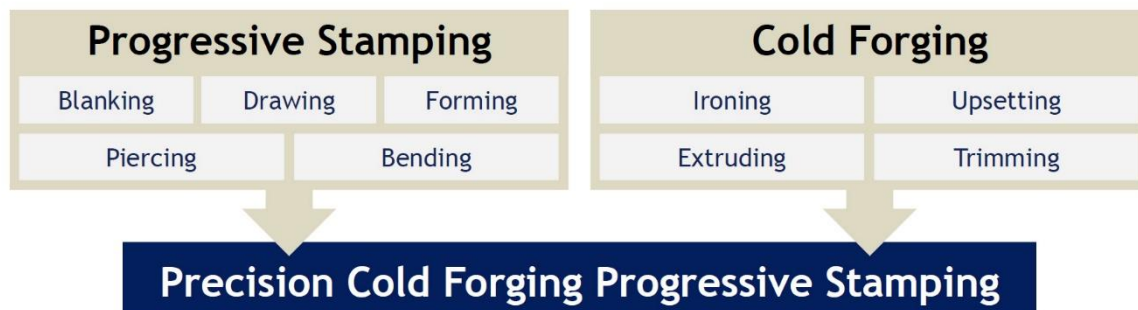 Progressive Stamping
Blanking
Drawing
Forming
Piercing
Bending
Cold Forging
Ironing
Upsetting
Extruding
Trimming
Precision Cold Forging Progressive Stamping